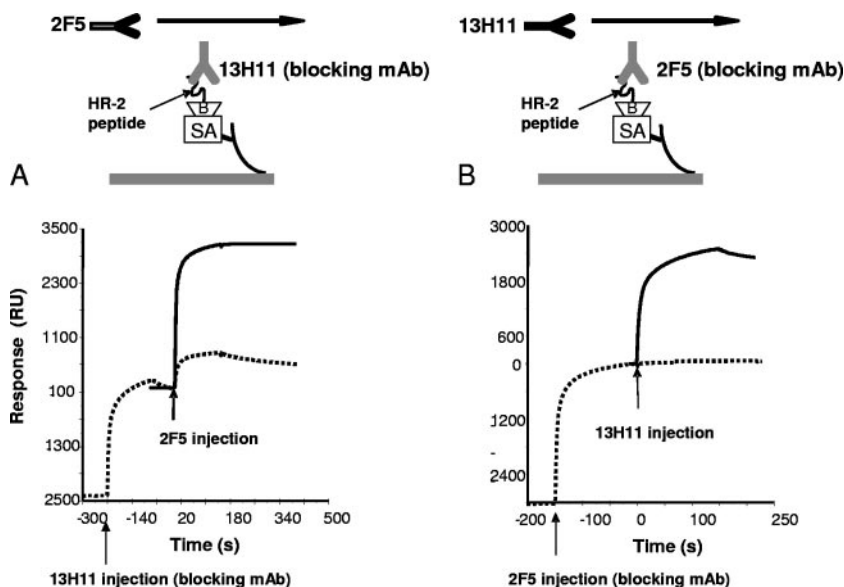 2F5
13H11 (blocking mAb)
HR-2
peptide
B
SA
A
13H11
2F5 (blocking mAb)
HR-2
peptide
B
SA
B
Response (RU)
3500
2300
1100
100
1300
2500
2F5 injection
-300 -140 20 180 340 500
Time (s)
13H11 injection (blocking mAb)
3000
1800
600
0
1200
-
2400
13H11 injection
-200 -100 0 150 250
Time (s)
2F5 injection (blocking mAb)